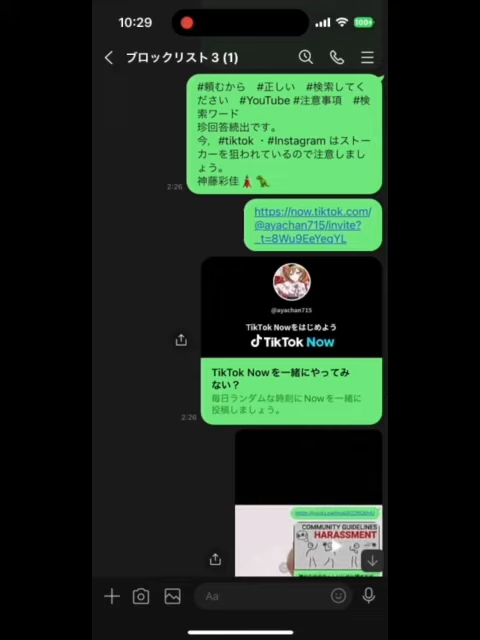 10:29
100+
ブロックリスト3 (1)
#頼むから #正しい #検索してく
ださい #YouTube #注意事項 #検
索ワード
珍回答続出です。
今，#tiktok ・#Instagram はストー
カーを狙われているので注意しまし
ょう。
神藤彩佳
2:26
https://now.tiktok.com/
@ayachan715/invite?
_t=8Wu9EeYeqYL
@ayachan715
TikTok Nowをはじめよう
TikTok Now
TikTok Nowを一緒にやってみ
ない？
毎日ランダムな時刻にNowを一緒に
投稿しましょう。
2:26
COMMUNITY GUIDELINES
HARASSMENT
Aa